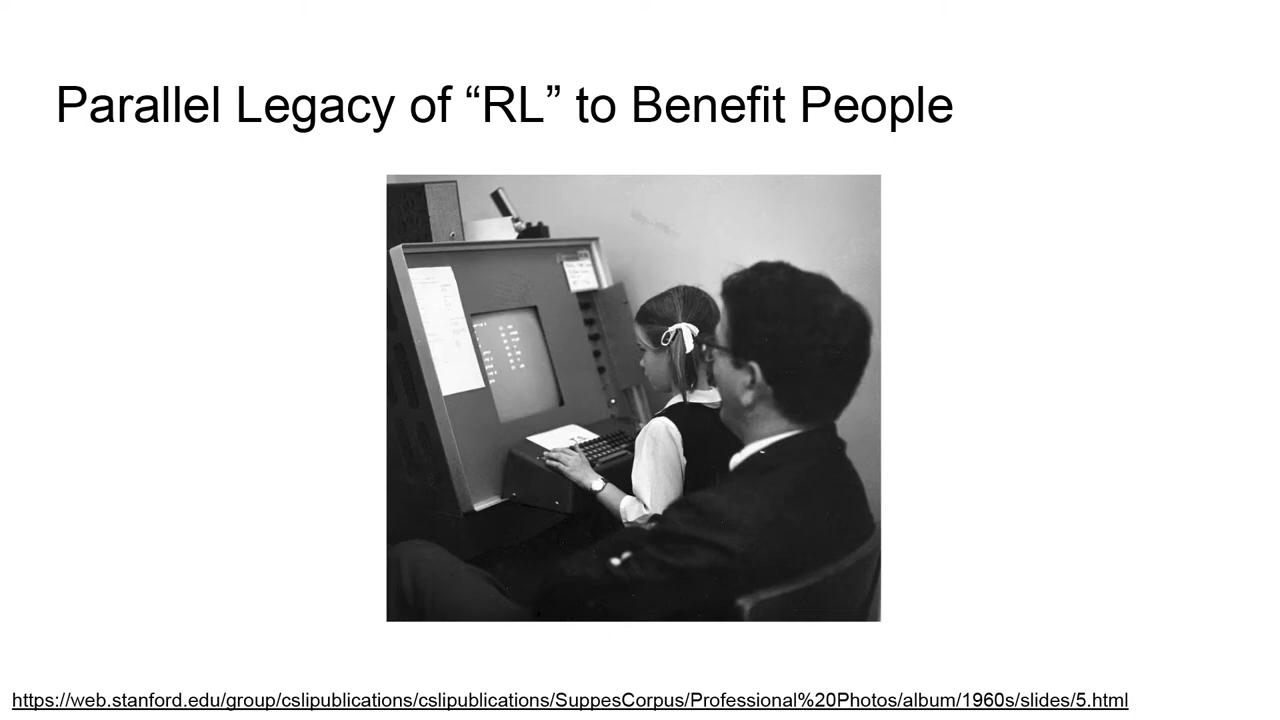 Parallel Legacy of “RL” to Benefit People
https://web.stanford.edu/group/cslipublications/cslipublications/SuppesCorpus/Professional%20Photos/album/1960s/slides/5.html